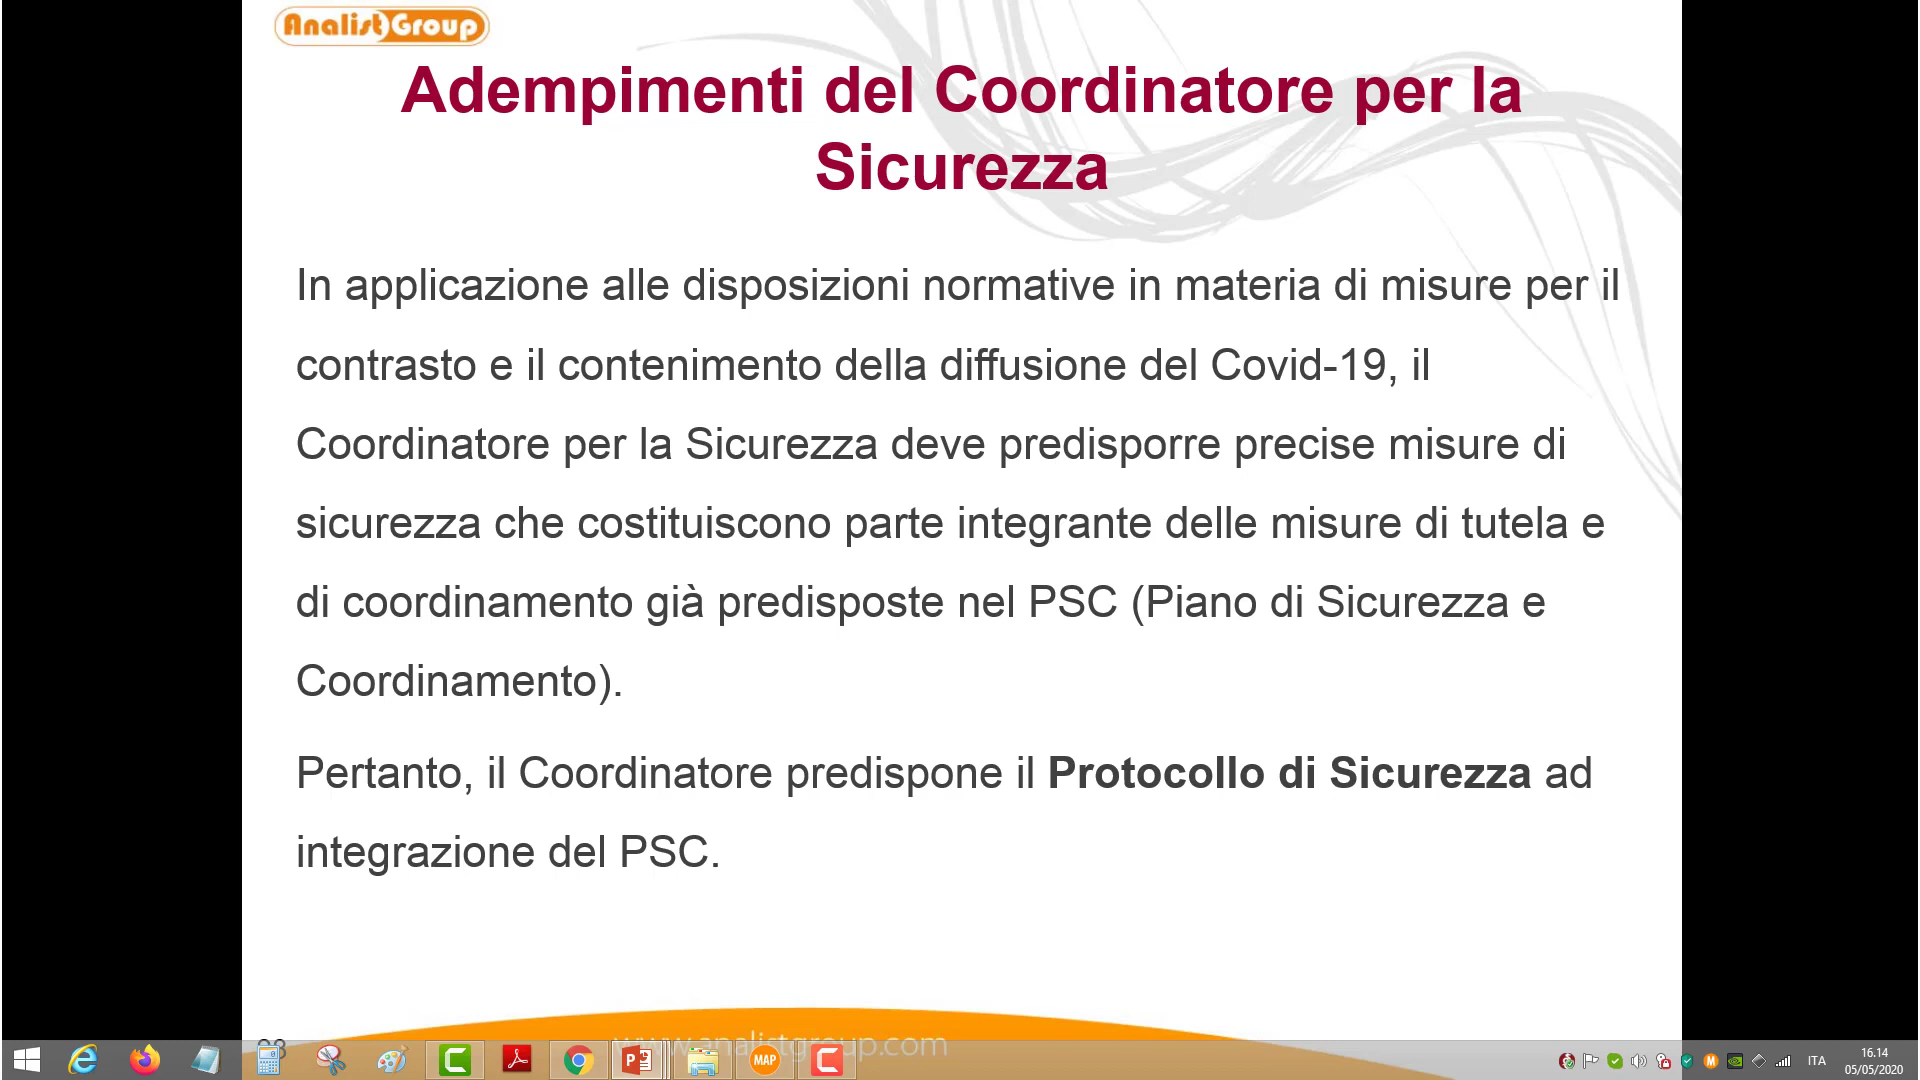 AnalistGroup
Adempimenti del Coordinatore per la
Sicurezza
In applicazione alle disposizioni normative in materia di misure per il
contrasto e il contenimento della diffusione del Covid-19, il
Coordinatore per la Sicurezza deve predisporre precise misure di
sicurezza che costituiscono parte integrante delle misure di tutela e
di coordinamento già predisposte nel PSC (Piano di Sicurezza e
Coordinamento).
Pertanto, il Coordinatore predispone il Protocollo di Sicurezza ad
integrazione del PSC.
www.analistgroup.com
MAP
ITA
16.14
05/05/2020